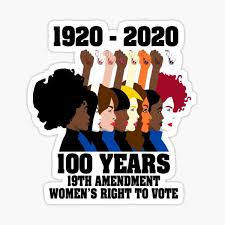 1920 - 2020
100 YEARS
19TH AMENDMENT
WOMEN'S RIGHT TO VOTE